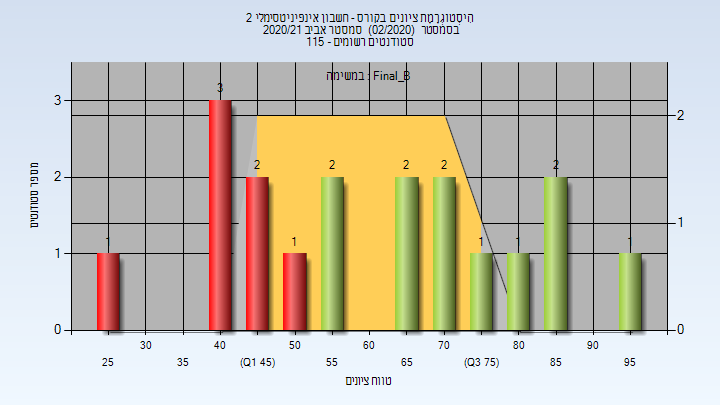 הִיסטוֹגרָמַת ציונים בקורס - חשבון אינפיניטסימלי 2
בסמסטר (02/2020) סמסטר אביב 2020/21
סטודנטים רשומים - 115
במשימה : Final_B
3
2
1
0
מספר סטודנטים
2
1
0
1
3
2
1
2
2
2
1
1
2
1
30 40 50 60 70 80 90
25 35 (Q1 45) 55 65 (Q3 75) 85 95
טווח ציונים